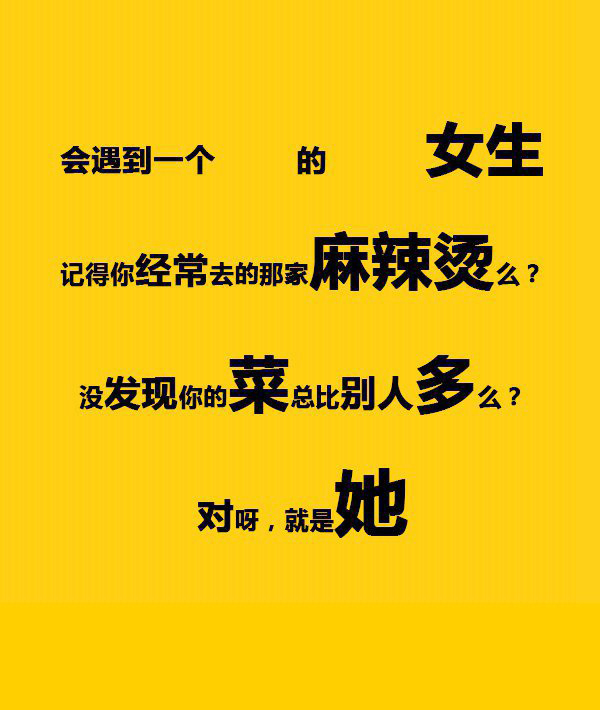 会遇到一个 的 女生
记得你经常去的那家麻辣烫么？
没发现你的菜总比别人多么？
对呀，就是她